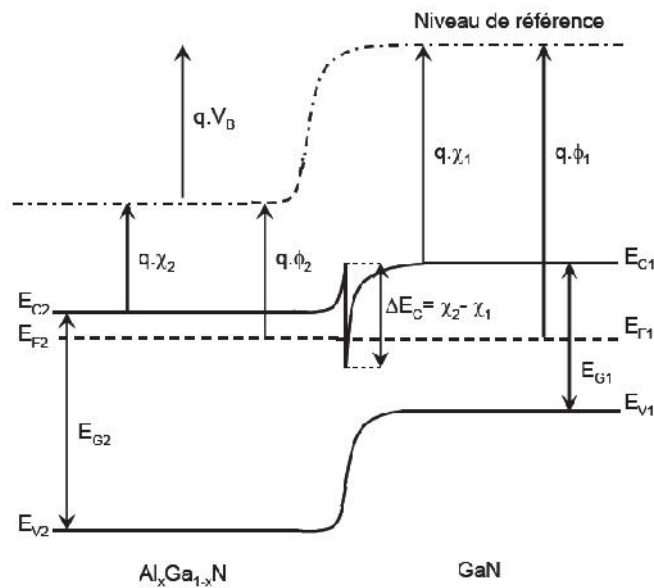 Niveau de référence
q.V_B
q.χ₁
q.ϕ₁
q.χ₂
q.ϕ₂
E_C1
E_C2
ΔE_C= χ₂- χ₁
E_F2
E_F1
E_G1
E_V1
E_G2
E_V2
Al_xGa_1-xN
GaN